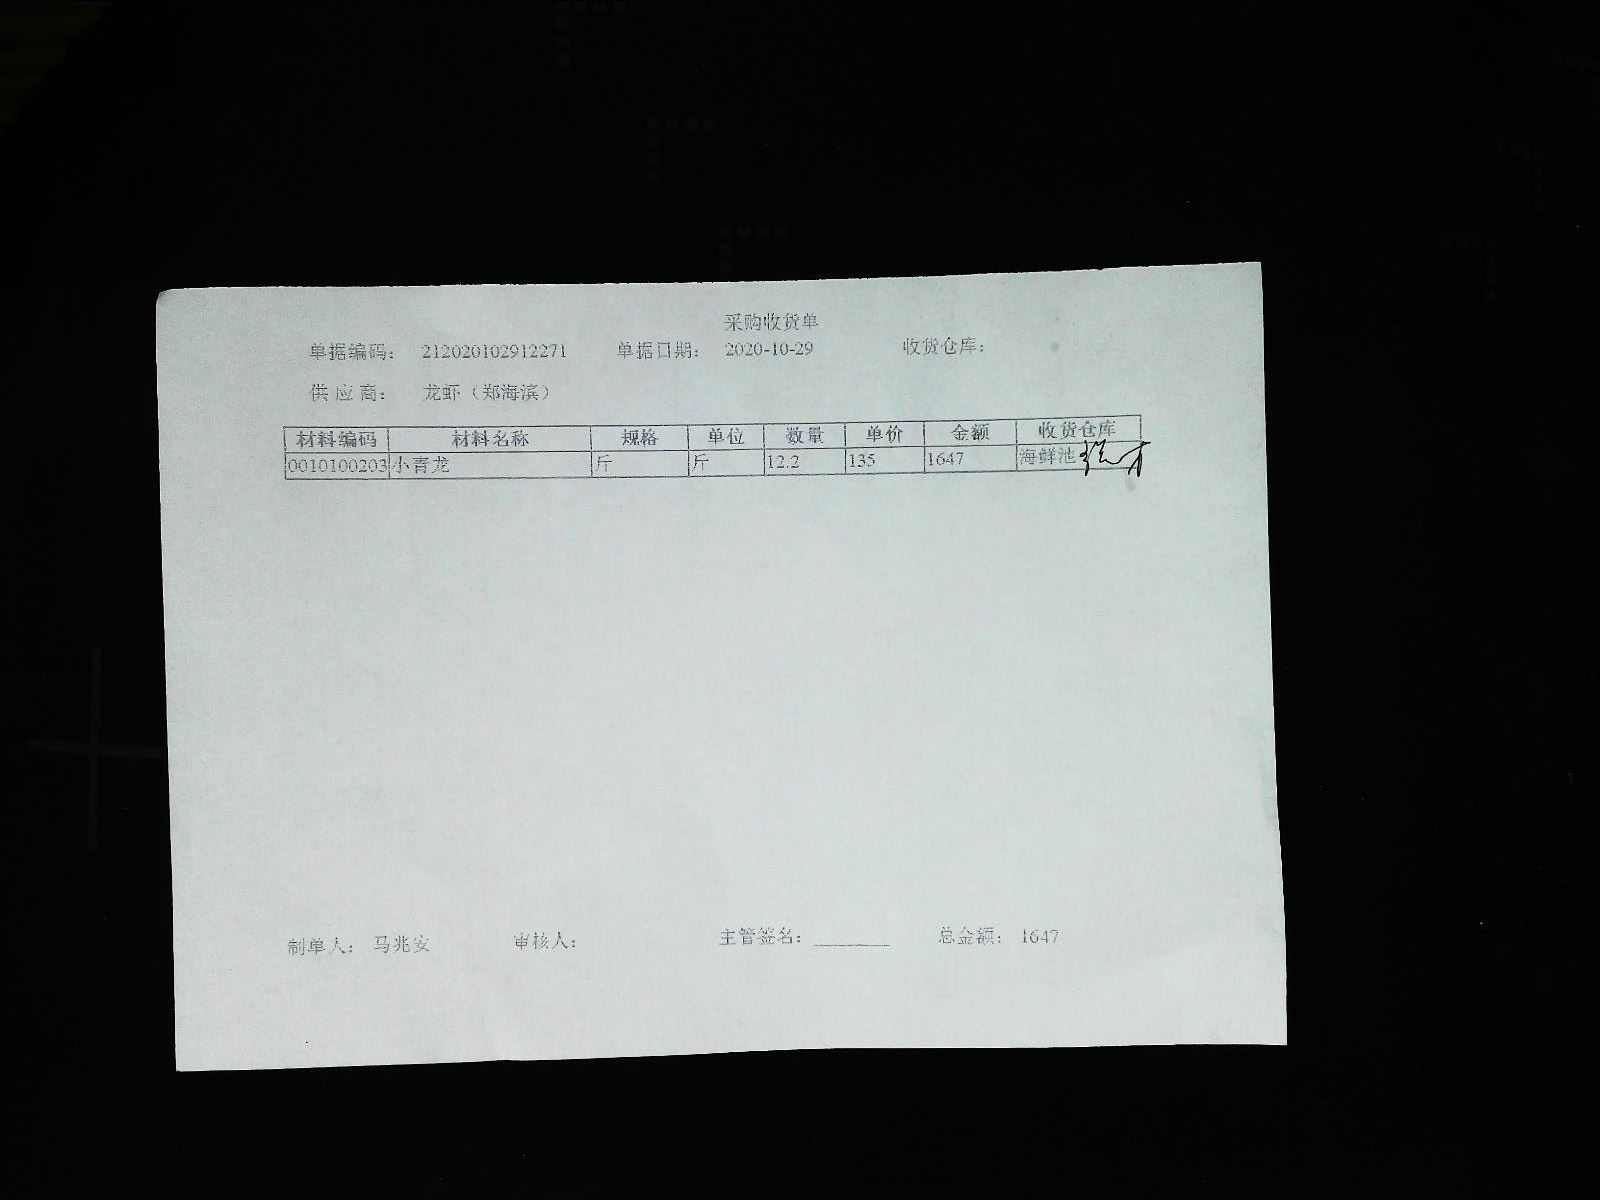 采购收货单
单据编码： 212020102912271 单据日期： 2020-10-29 收货仓库：
供 应 商： 龙虾（郑海滨）
材料编码 材料名称 规格 单位 数量 单价 金额 收货仓库
0010100203 小青龙 斤 斤 12.2 135 1647 海鲜池
制单人： 马兆安 审核人： 主管签名： 总金额： 1647